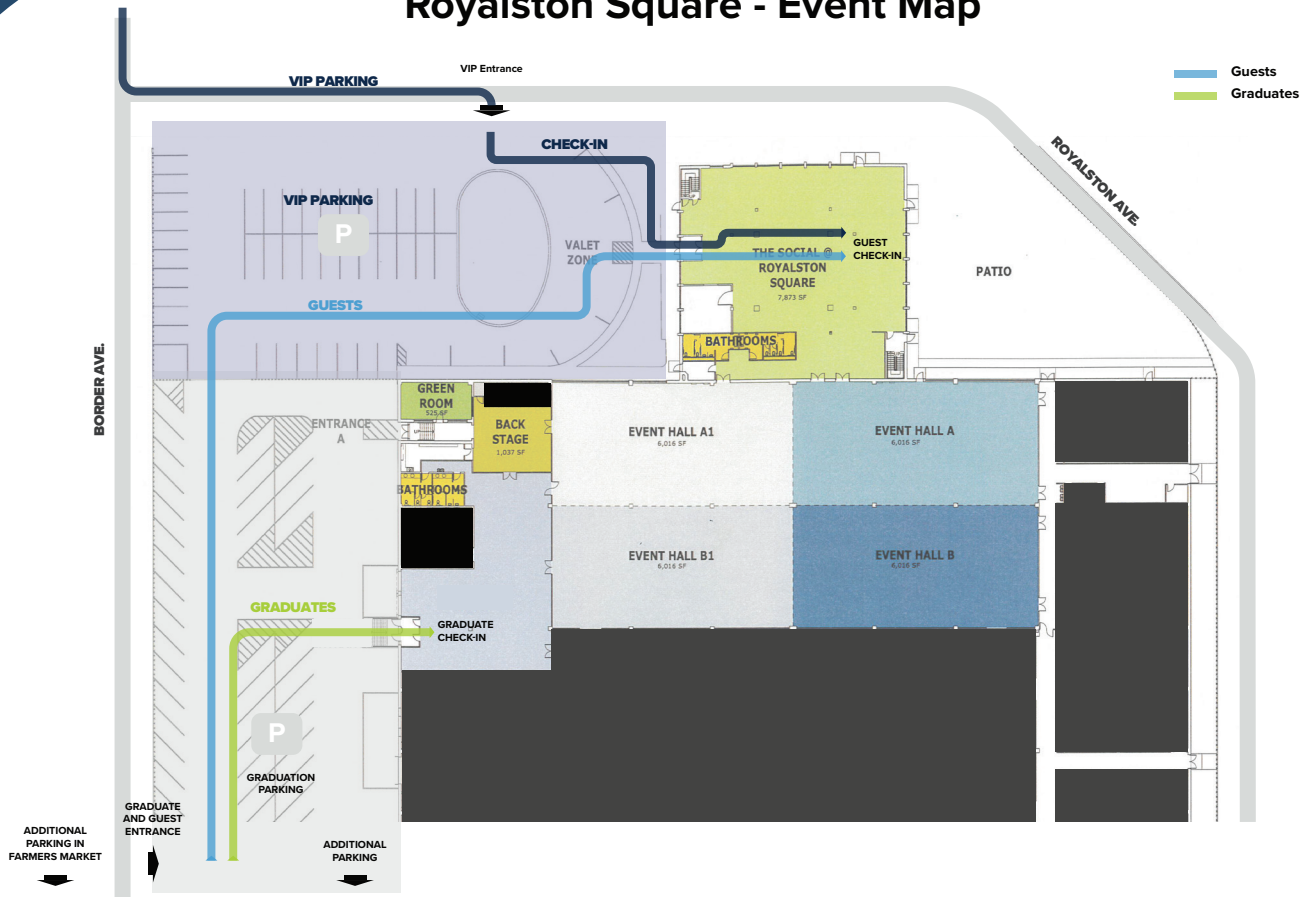 Royalston Square - Event Map
VIP Entrance
Guests
Graduates
VIP PARKING
CHECK-IN
ROYALSTON AVE.
VIP PARKING
P
VALET
ZONE
GUEST
CHECK-IN
THE SOCIAL @
ROYALSTON
SQUARE
7,873 SF
PATIO
GUESTS
BATHROOMS
BORDER AVE.
GREEN
ROOM
525 SF
ENTRANCE
A
BACK
STAGE
1,037 SF
EVENT HALL A1
6,016 SF
EVENT HALL A
6,016 SF
BATHROOMS
EVENT HALL B1
6,016 SF
EVENT HALL B
6,016 SF
GRADUATES
GRADUATE
CHECK-IN
P
GRADUATION
PARKING
GRADUATE
AND GUEST
ENTRANCE
ADDITIONAL
PARKING IN
FARMERS MARKET
ADDITIONAL
PARKING